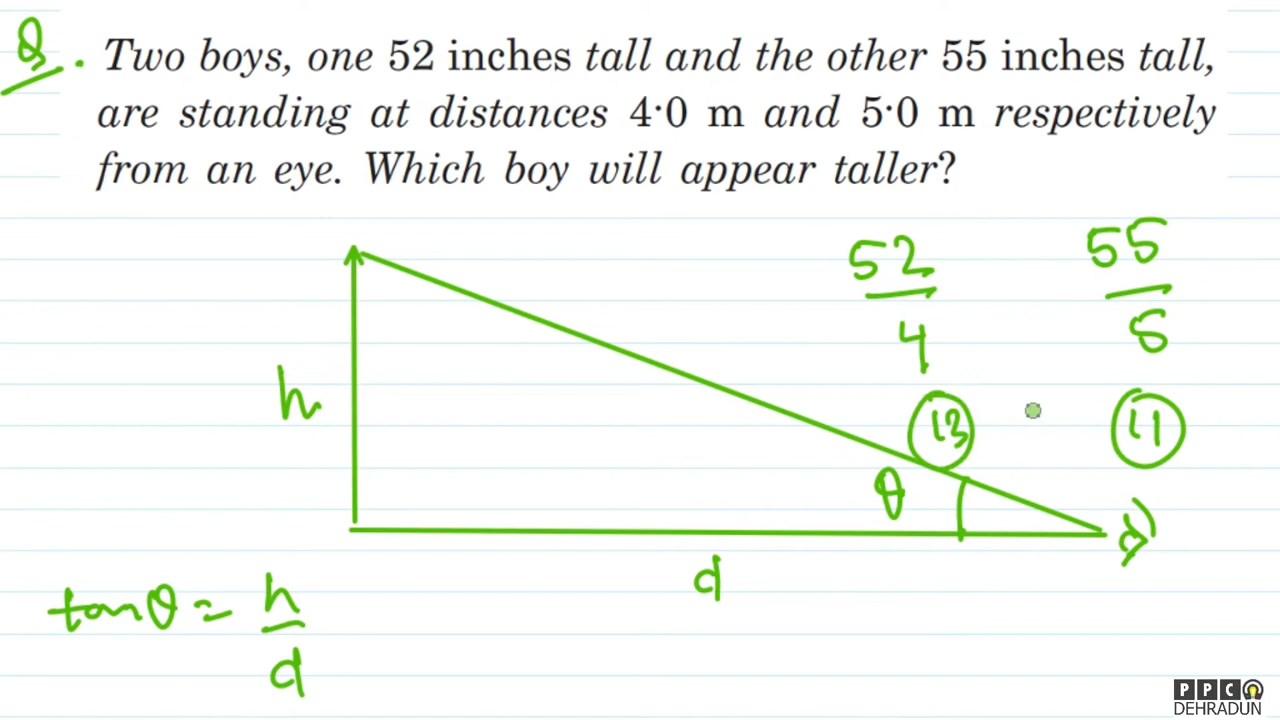 Q. Two boys, one 52 inches tall and the other 55 inches tall,
are standing at distances 4·0 m and 5·0 m respectively
from an eye. Which boy will appear taller?
52/4
55/5
h
13
11
θ
d
tanθ = h/d
PPC
DEHRADUN